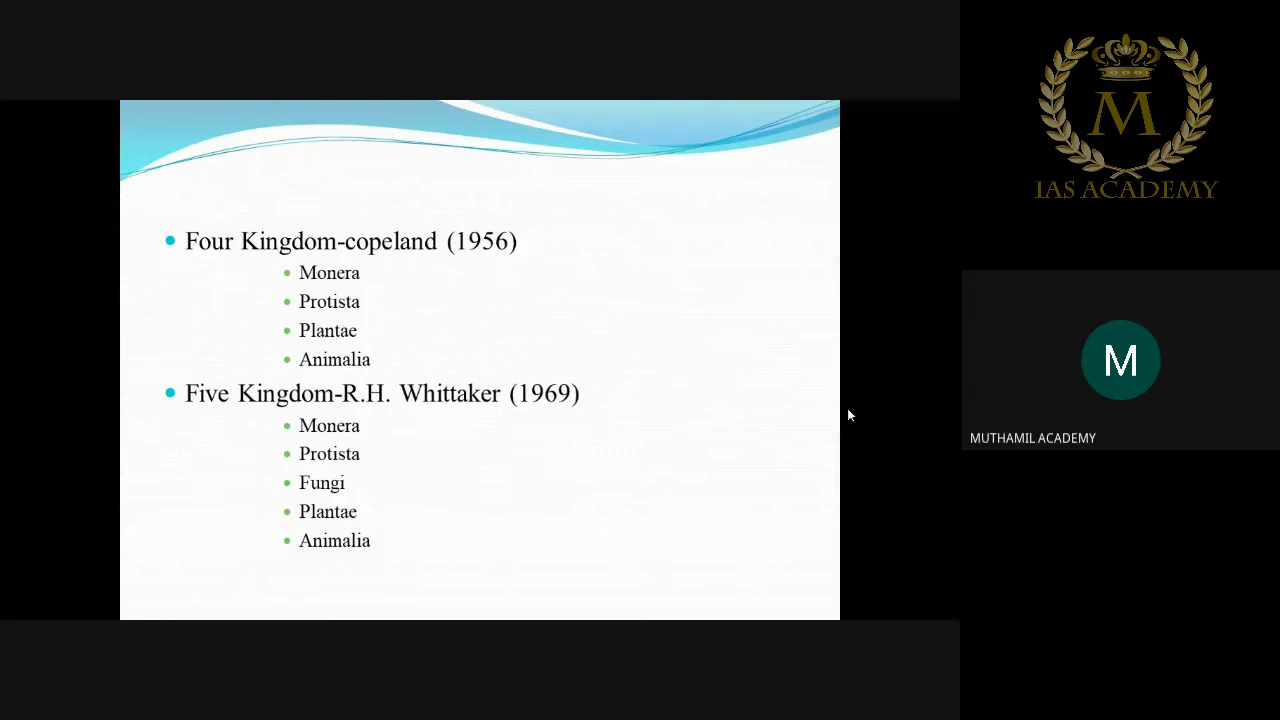 Four Kingdom-copeland (1956)
Monera
Protista
Plantae
Animalia
Five Kingdom-R.H. Whittaker (1969)
Monera
Protista
Fungi
Plantae
Animalia
M
IAS ACADEMY
M
MUTHAMIL ACADEMY